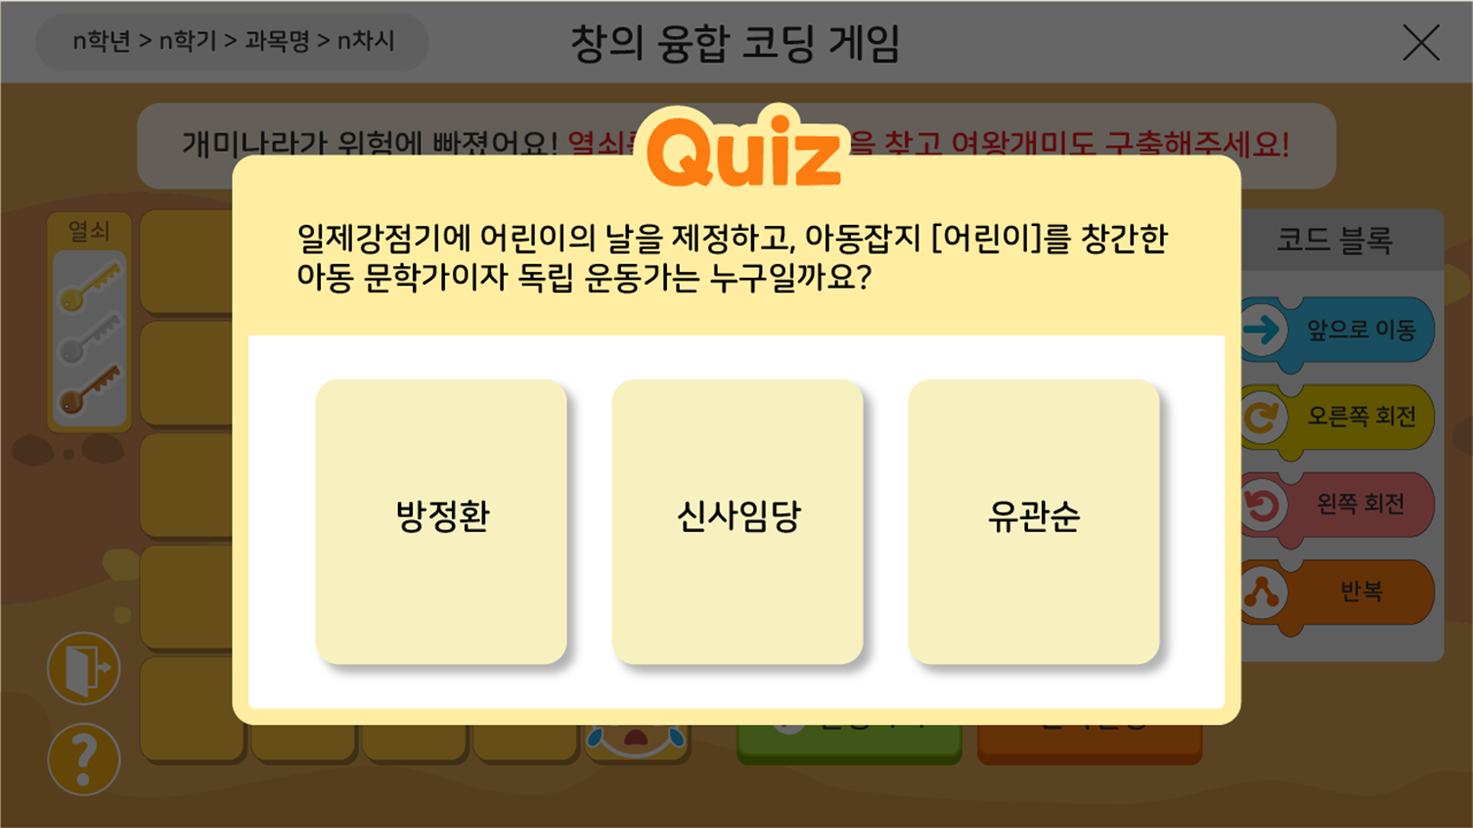 n학년 > n학기 > 과목명 > n차시
창의 융합 코딩 게임
개미나라가 위험에 빠졌어요! 열쇠 을 찾고 여왕개미도 구출해주세요!
Quiz
일제강점기에 어린이의 날을 제정하고, 아동잡지 [어린이]를 창간한
아동 문학가이자 독립 운동가는 누구일까요?
방정환
신사임당
유관순
열쇠
코드 블록
앞으로 이동
오른쪽 회전
왼쪽 회전
반복
?